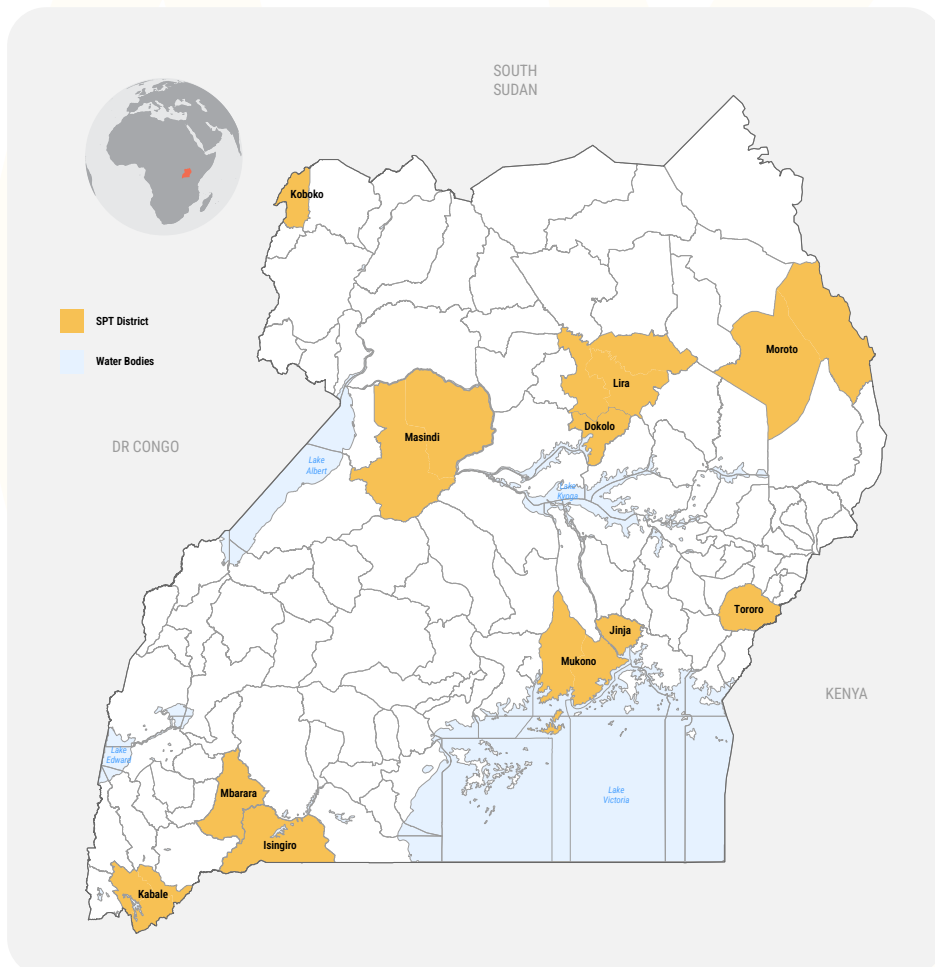 SOUTH
SUDAN
Koboko
SPT District
Water Bodies
Moroto
Lira
Dokolo
Masindi
DR CONGO
Lake
Albert
Lake
Kyoga
Tororo
Jinja
Mukono
KENYA
Lake
Edward
Mbarara
Lake
Victoria
Isingiro
Kabale